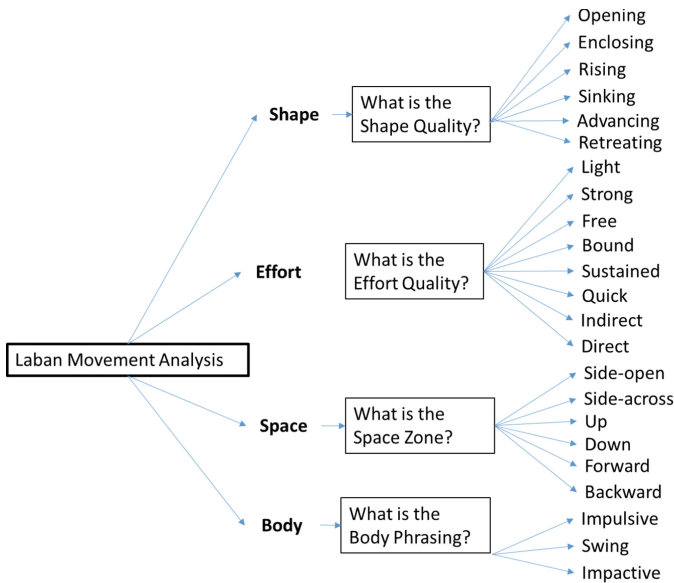 Laban Movement Analysis
Shape
What is the
Shape Quality?
Opening
Enclosing
Rising
Sinking
Advancing
Retreating
Effort
What is the
Effort Quality?
Light
Strong
Free
Bound
Sustained
Quick
Indirect
Direct
Space
What is the
Space Zone?
Side-open
Side-across
Up
Down
Forward
Backward
Body
What is the
Body Phrasing?
Impulsive
Swing
Impactive